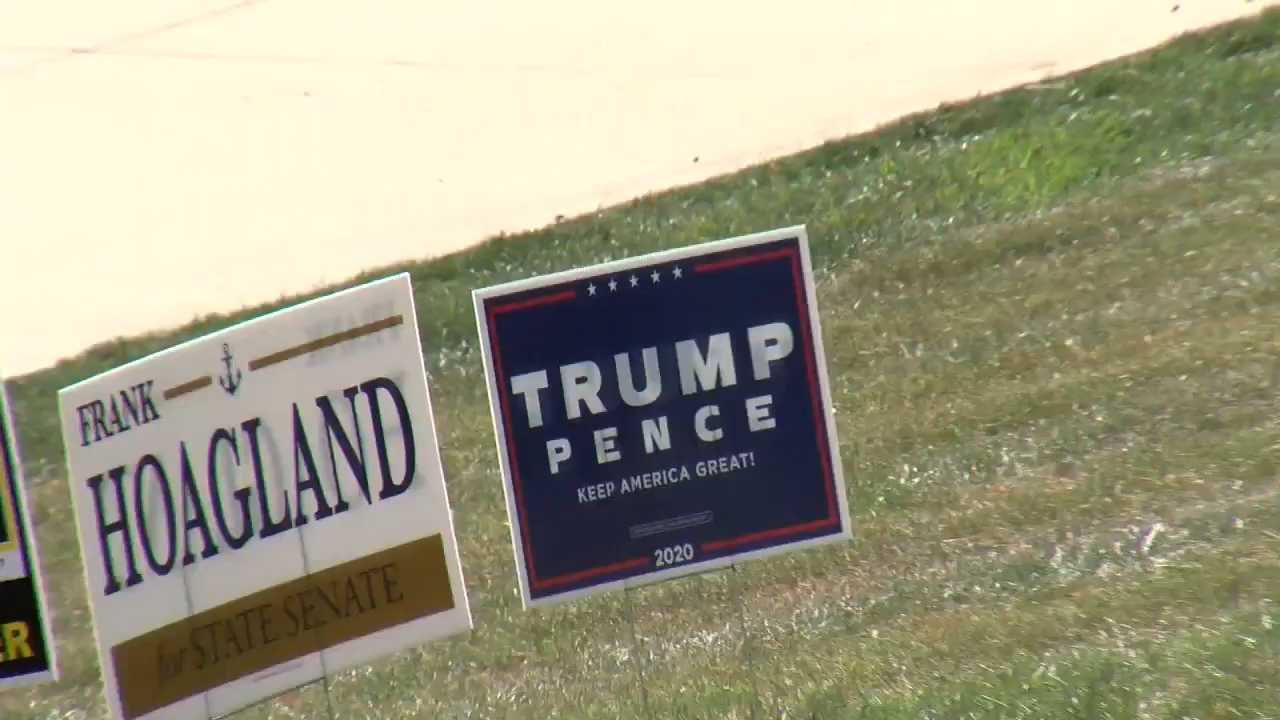 FRANK
HOAGLAND
for STATE SENATE
TRUMP
PENCE
KEEP AMERICA GREAT!
2020
ER